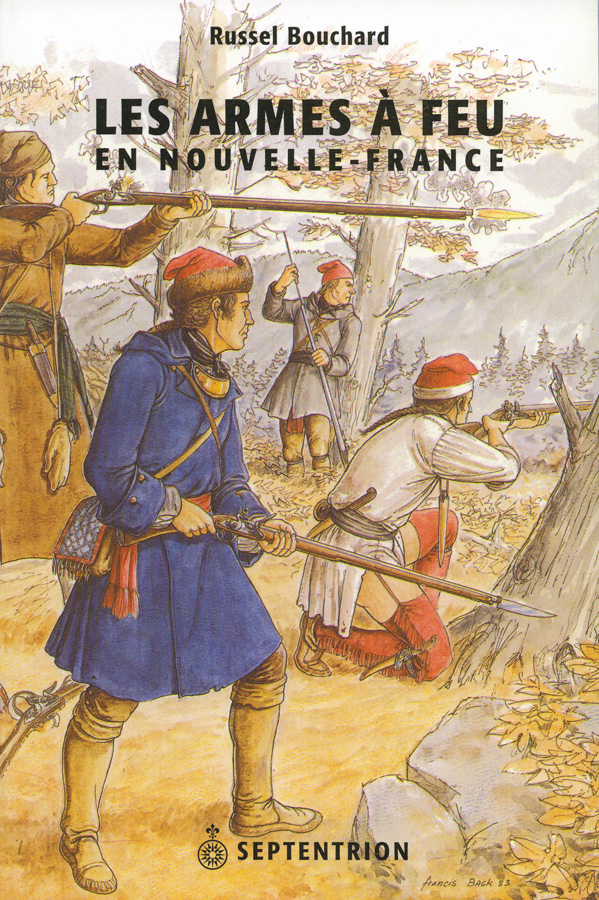 Russel Bouchard
LES ARMES À FEU
EN NOUVELLE-FRANCE
SEPTENTRION
francis BACK 83